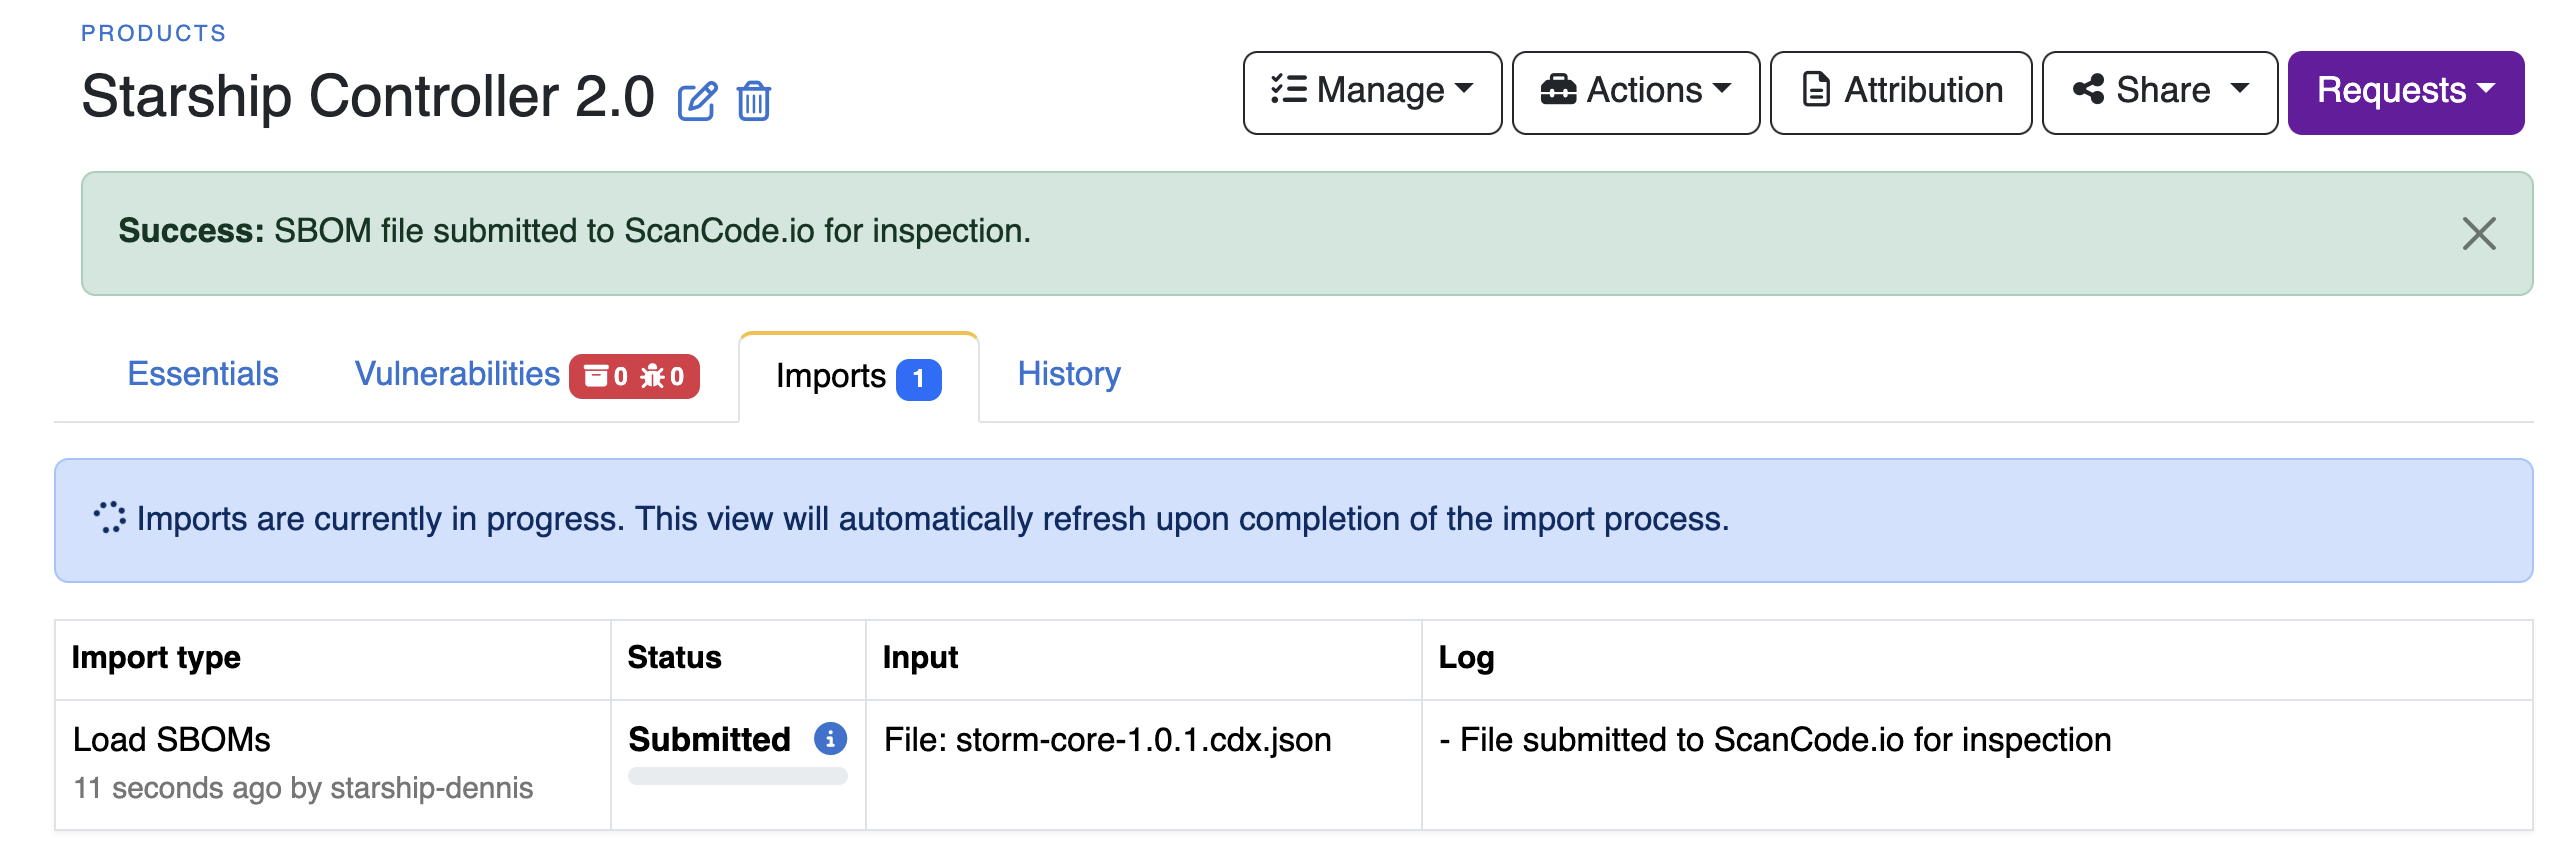 PRODUCTS
Starship Controller 2.0
Manage
Actions
Attribution
Share
Requests
Success: SBOM file submitted to ScanCode.io for inspection.
Essentials
Vulnerabilities 0 0
Imports 1
History
Imports are currently in progress. This view will automatically refresh upon completion of the import process.
Import type
Status
Input
Log
Load SBOMs
11 seconds ago by starship-dennis
Submitted
File: storm-core-1.0.1.cdx.json
- File submitted to ScanCode.io for inspection